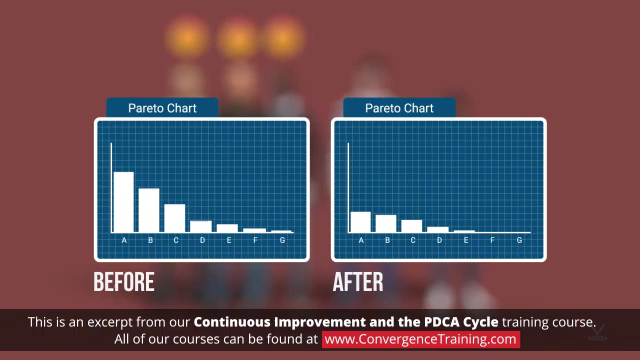 Pareto Chart
A B C D E F G
BEFORE
Pareto Chart
A B C D E F G
AFTER
This is an excerpt from our Continuous Improvement and the PDCA Cycle training course.
All of our courses can be found at www.ConvergenceTraining.com